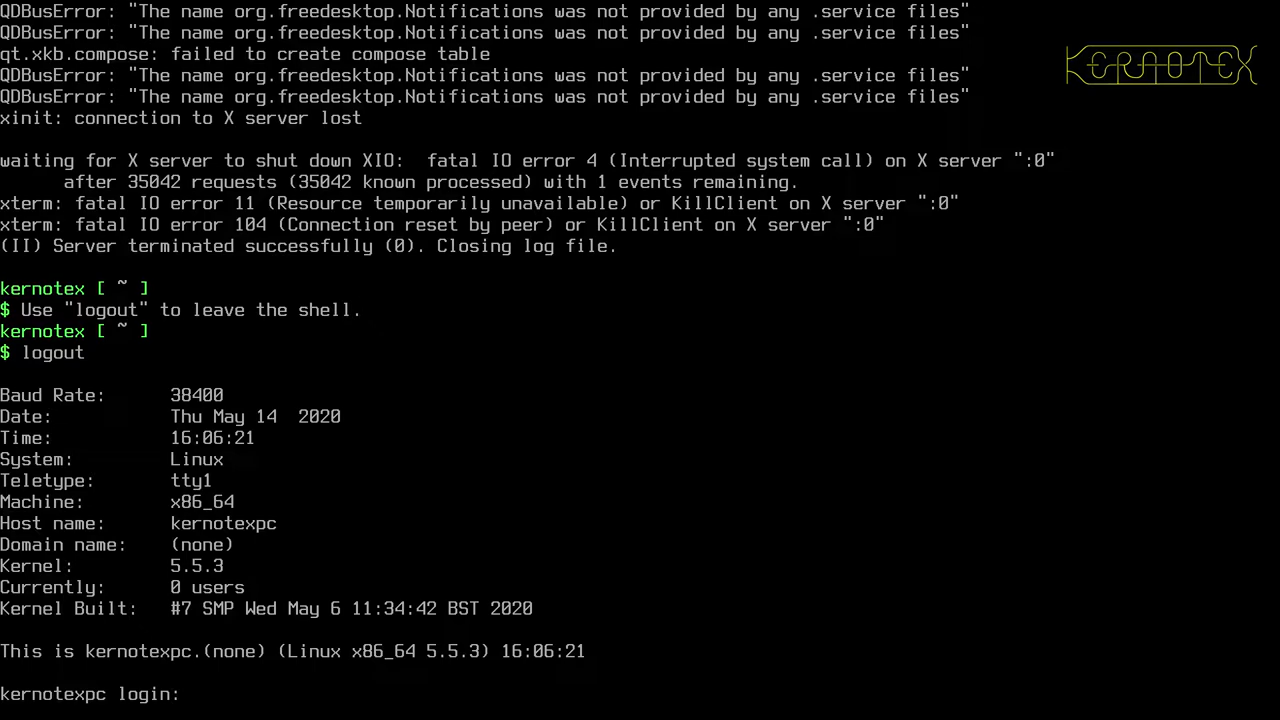 QDBusError: "The name org.freedesktop.Notifications was not provided by any .service files"
QDBusError: "The name org.freedesktop.Notifications was not provided by any .service files"
qt.xkb.compose: failed to create compose table
QDBusError: "The name org.freedesktop.Notifications was not provided by any .service files"
QDBusError: "The name org.freedesktop.Notifications was not provided by any .service files"
KERNOTEX
xinit: connection to X server lost
waiting for X server to shut down XIO:  fatal IO error 4 (Interrupted system call) on X server ":0"
      after 35042 requests (35042 known processed) with 1 events remaining.
xterm: fatal IO error 11 (Resource temporarily unavailable) or KillClient on X server ":0"
xterm: fatal IO error 104 (Connection reset by peer) or KillClient on X server ":0"
(II) Server terminated successfully (0). Closing log file.
kernotex [ ~ ]
$ Use "logout" to leave the shell.
kernotex [ ~ ]
$ logout
Baud Rate:      38400
Date:           Thu May 14  2020
Time:           16:06:21
System:         Linux
Teletype:       tty1
Machine:        x86_64
Host name:      kernotexpc
Domain name:    (none)
Kernel:         5.5.3
Currently:      0 users
Kernel Built:   #7 SMP Wed May 6 11:34:42 BST 2020
This is kernotexpc.(none) (Linux x86_64 5.5.3) 16:06:21
kernotexpc login: